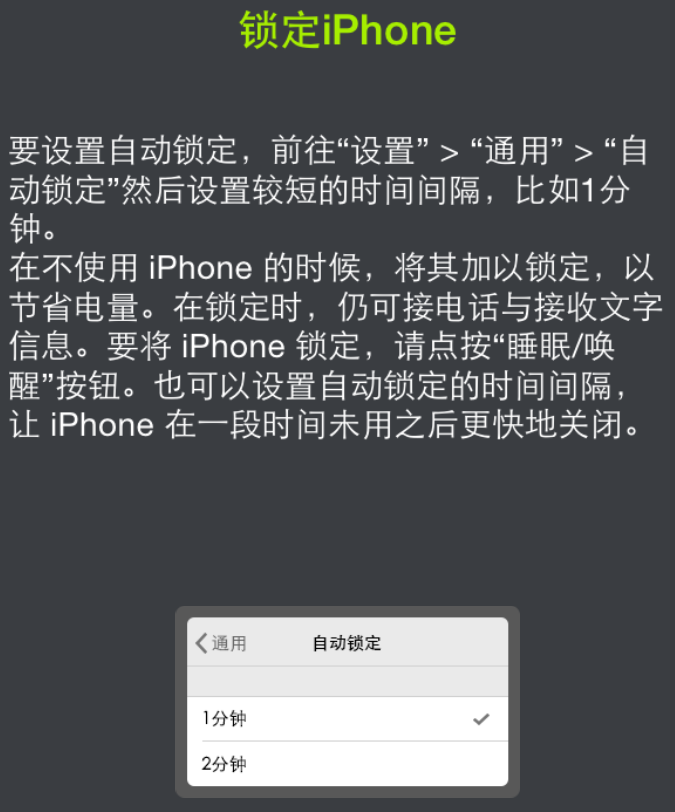 锁定iPhone
要设置自动锁定，前往“设置” > “通用” > “自
动锁定”然后设置较短的时间间隔，比如1分
钟。
在不使用 iPhone 的时候，将其加以锁定，以
节省电量。在锁定时，仍可接电话与接收文字
信息。要将 iPhone 锁定，请点按“睡眠/唤
醒”按钮。也可以设置自动锁定的时间间隔，
让 iPhone 在一段时间未用之后更快地关闭。
通用 自动锁定
1分钟
2分钟